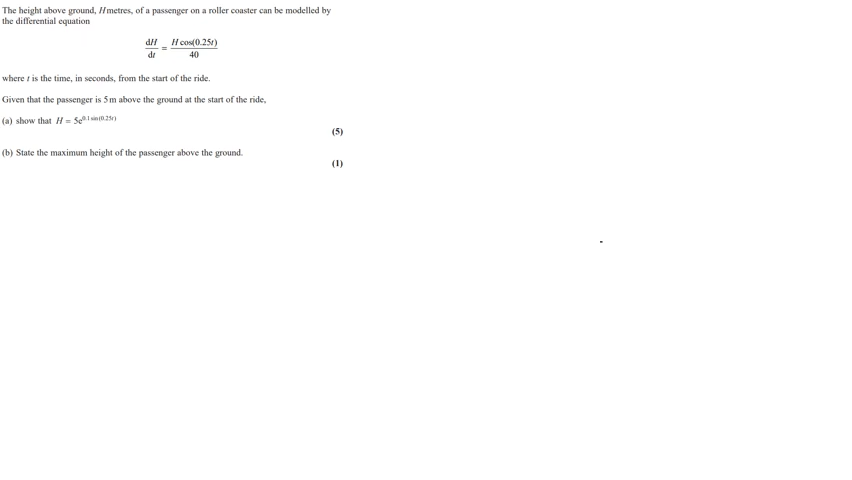 The height above ground, H metres, of a passenger on a roller coaster can be modelled by
the differential equation
dH/dt = H cos(0.25t)/40
where t is the time, in seconds, from the start of the ride.
Given that the passenger is 5 m above the ground at the start of the ride,
(a) show that H = 5e^{0.1 sin(0.25t)}
(5)
(b) State the maximum height of the passenger above the ground.
(1)